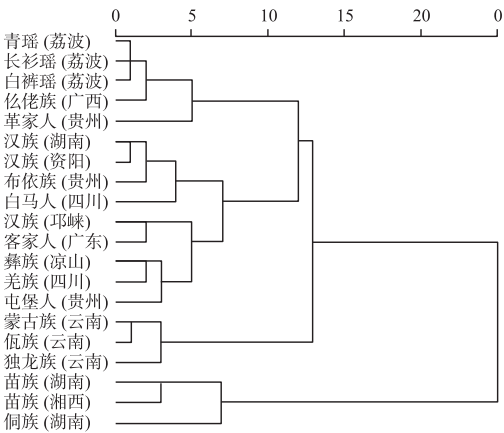 0 5 10 15 20 0
青瑶 (荔波)
长衫瑶 (荔波)
白裤瑶 (荔波)
仫佬族 (广西)
革家人 (贵州)
汉族 (湖南)
汉族 (资阳)
布依族 (贵州)
白马人 (四川)
汉族 (邛崃)
客家人 (广东)
彝族 (凉山)
羌族 (四川)
屯堡人 (贵州)
蒙古族 (云南)
佤族 (云南)
独龙族 (云南)
苗族 (湖南)
苗族 (湘西)
侗族 (湖南)